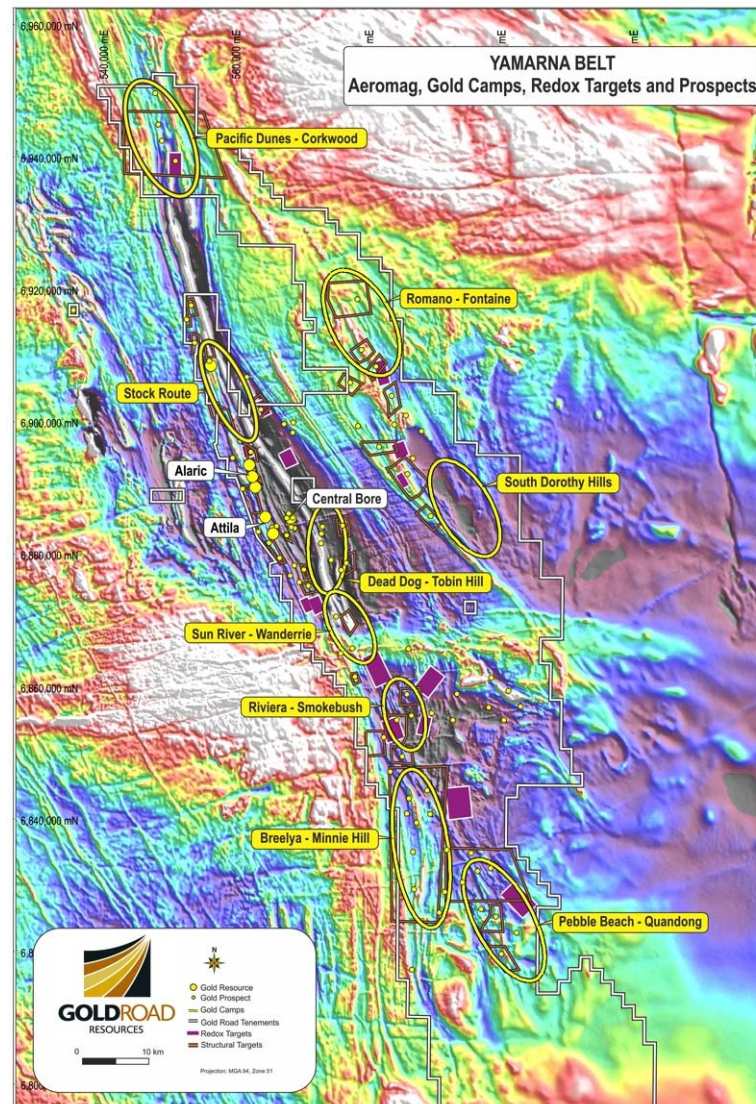 6,960,000 mN
540,000 mE
560,000 mE
mE
mE
YAMARNA BELT
Aeromag, Gold Camps, Redox Targets and Prospects
Pacific Dunes - Corkwood
6,940,000 mN
6,920,000 mN
Romano - Fontaine
Stock Route
6,900,000 mN
Alaric
South Dorothy Hills
Central Bore
Attila
6,880,000 mN
Dead Dog - Tobin Hill
Sun River - Wanderrie
6,860,000 mN
Riviera - Smokebush
6,840,000 mN
Breelya - Minnie Hill
Pebble Beach - Quandong
GOLDROAD
RESOURCES
0 10 km
N
Gold Resource
Gold Prospect
Gold Camps
Gold Road Tenements
Redox Targets
Structural Targets
Projection: MGA 94, Zone 51